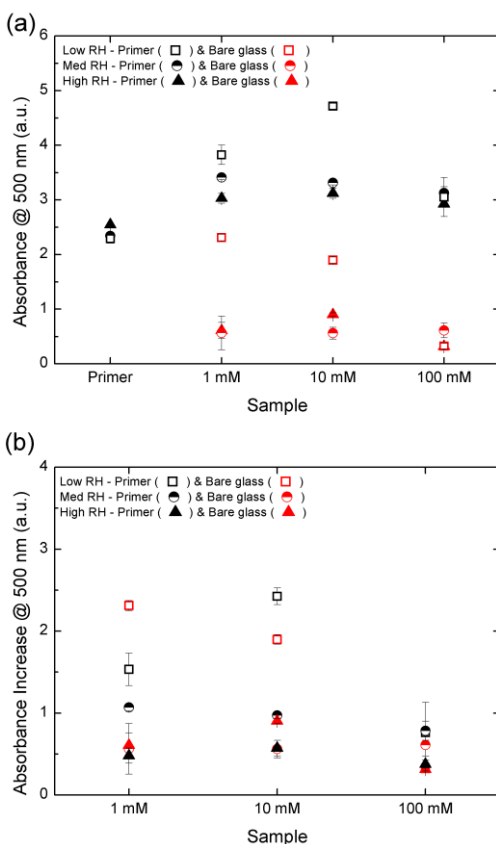 (a)
6
Low RH - Primer ( ) & Bare glass ( )
Med RH - Primer ( ) & Bare glass ( )
High RH - Primer ( ) & Bare glass ( )
5
4
3
2
1
0
Absorbance @ 500 nm (a.u.)
Primer 1 mM 10 mM 100 mM
Sample
(b)
4
Low RH - Primer ( ) & Bare glass ( )
Med RH - Primer ( ) & Bare glass ( )
High RH - Primer ( ) & Bare glass ( )
3
2
1
0
Absorbance Increase @ 500 nm (a.u.)
1 mM 10 mM 100 mM
Sample